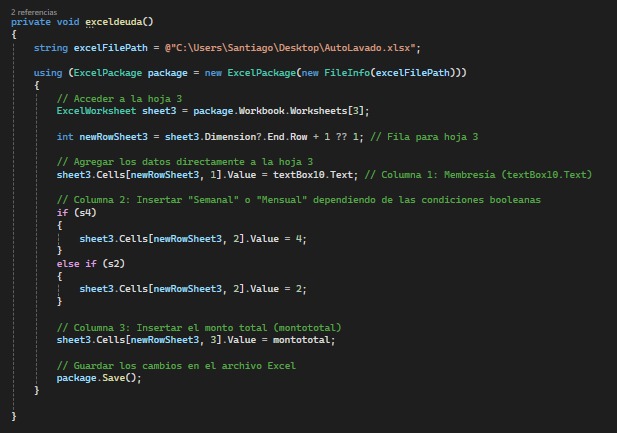 2 referencias
private void exceldeuda()
{
string excelFilePath = @"C:\Users\Santiago\Desktop\AutoLavado.xlsx";
using (ExcelPackage package = new ExcelPackage(new FileInfo(excelFilePath)))
{
// Acceder a la hoja 3
ExcelWorksheet sheet3 = package.Workbook.Worksheets[3];
int newRowSheet3 = sheet3.Dimension?.End.Row + 1 ?? 1; // Fila para hoja 3
// Agregar los datos directamente a la hoja 3
sheet3.Cells[newRowSheet3, 1].Value = textBox10.Text; // Columna 1: Membresía (textBox10.Text)
// Columna 2: Insertar "Semanal" o "Mensual" dependiendo de las condiciones booleanas
if (s4)
{
sheet3.Cells[newRowSheet3, 2].Value = 4;
}
else if (s2)
{
sheet3.Cells[newRowSheet3, 2].Value = 2;
}
// Columna 3: Insertar el monto total (montototal)
sheet3.Cells[newRowSheet3, 3].Value = montototal;
// Guardar los cambios en el archivo Excel
package.Save();
}
}